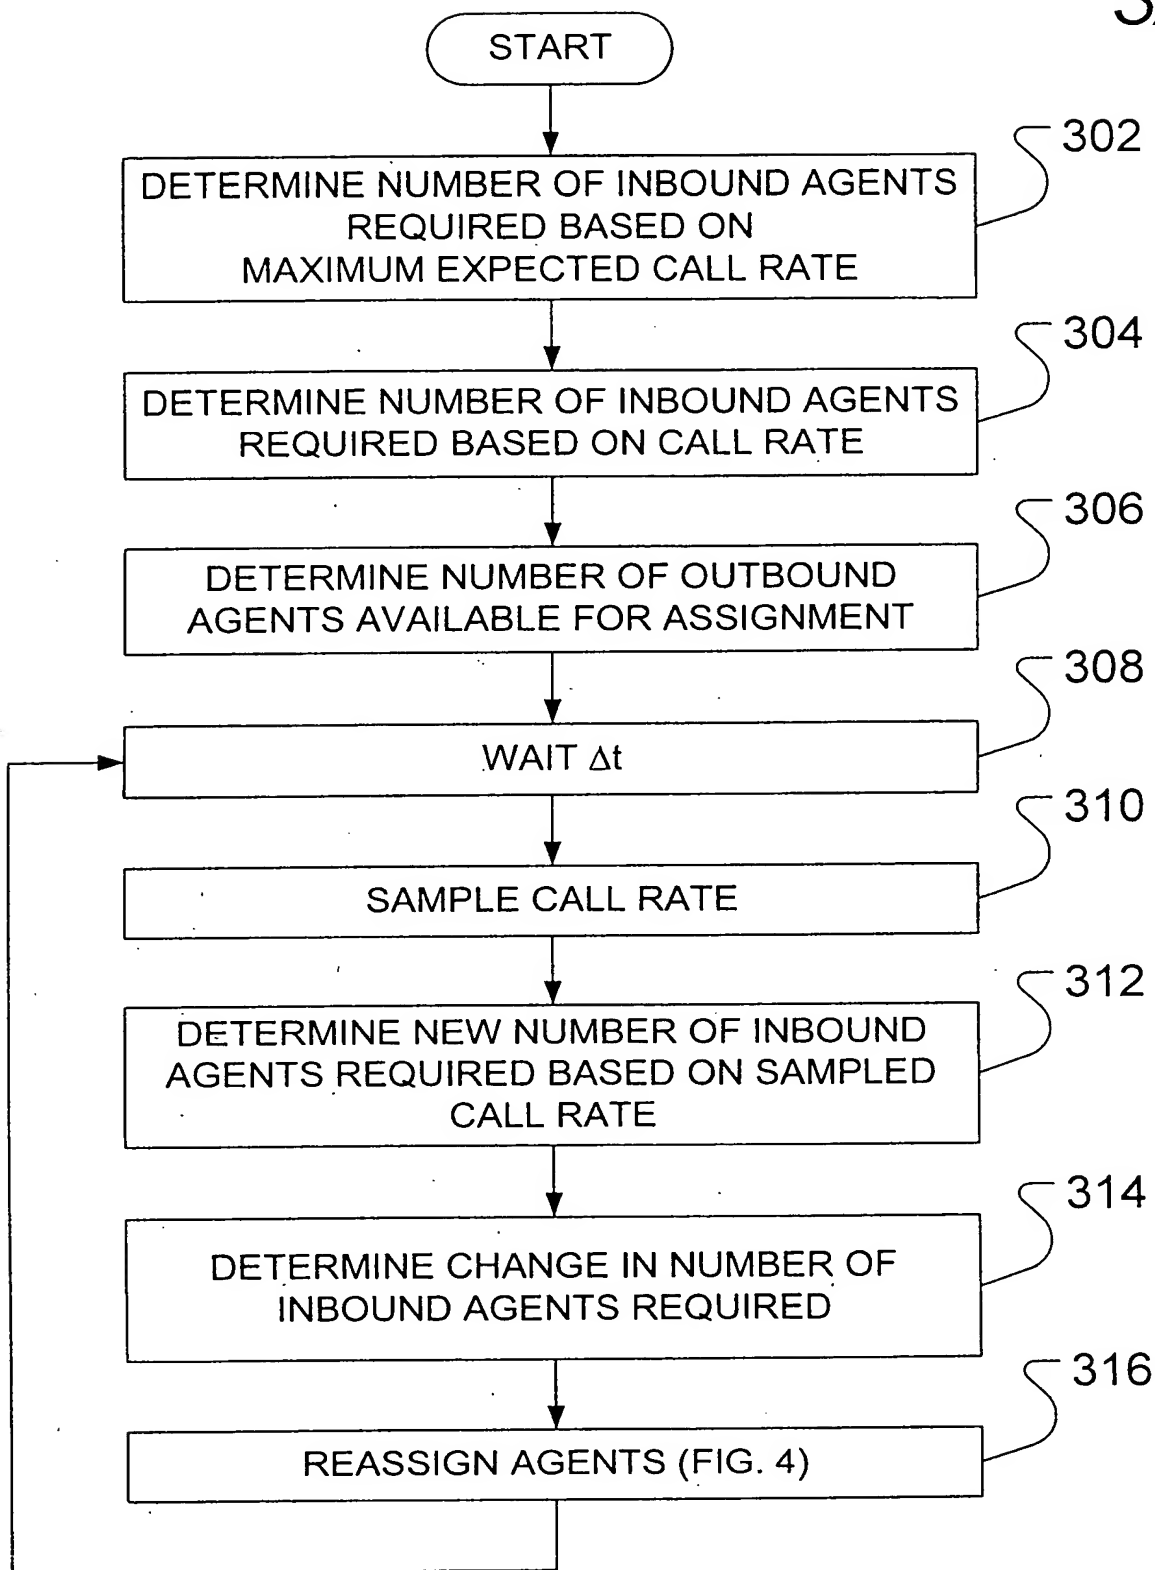 START
302
DETERMINE NUMBER OF INBOUND AGENTS
REQUIRED BASED ON
MAXIMUM EXPECTED CALL RATE
304
DETERMINE NUMBER OF INBOUND AGENTS
REQUIRED BASED ON CALL RATE
306
DETERMINE NUMBER OF OUTBOUND
AGENTS AVAILABLE FOR ASSIGNMENT
308
WAIT Δt
310
SAMPLE CALL RATE
312
DETERMINE NEW NUMBER OF INBOUND
AGENTS REQUIRED BASED ON SAMPLED
CALL RATE
314
DETERMINE CHANGE IN NUMBER OF
INBOUND AGENTS REQUIRED
316
REASSIGN AGENTS (FIG. 4)